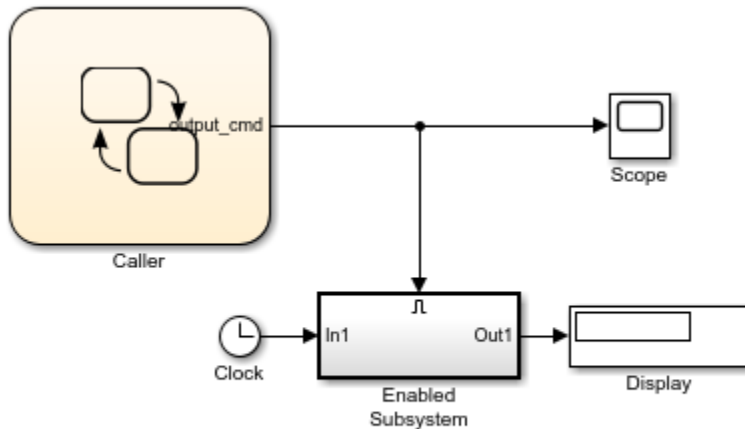 output_cmd
Scope
Caller
In1
Out1
Clock
Enabled
Subsystem
Display